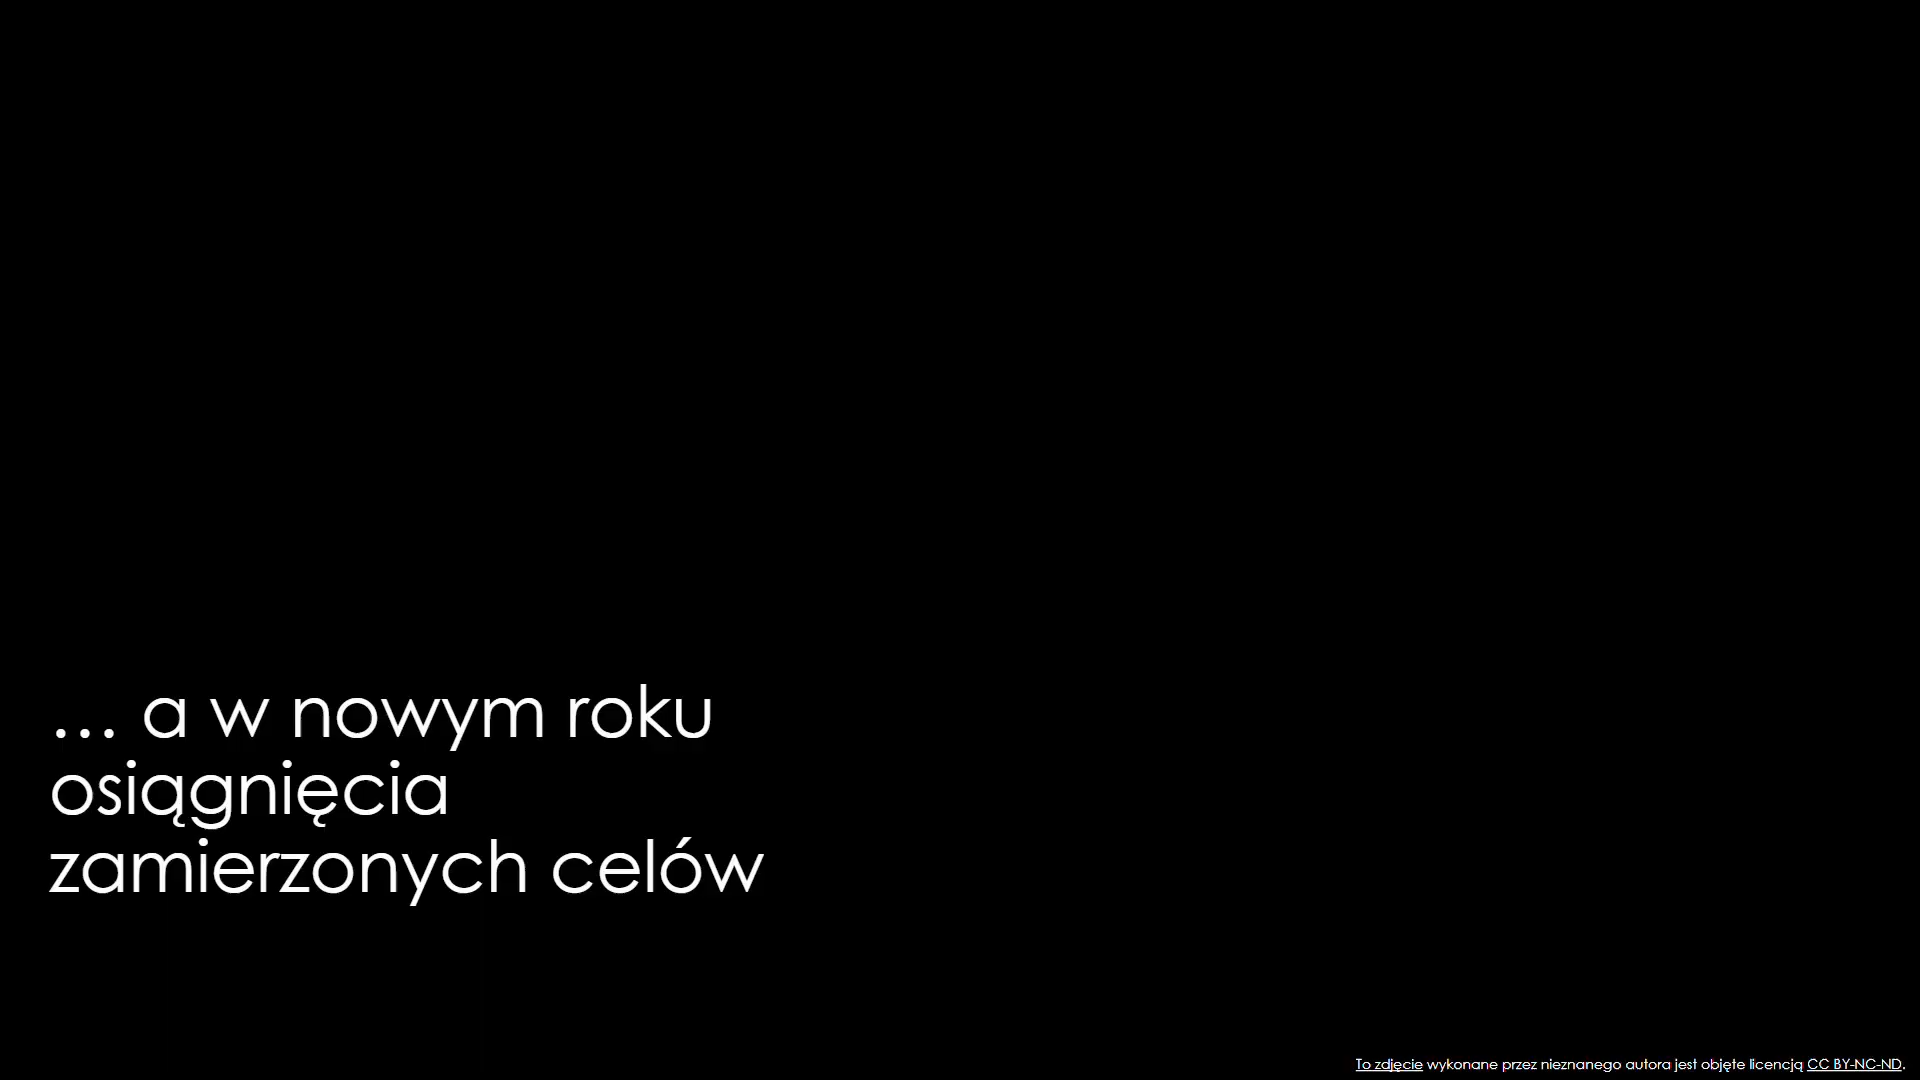 ... a w nowym roku
osiągnięcia
zamierzonych celów
To zdjęcie wykonane przez nieznanego autora jest objęte licencją CC BY-NC-ND.